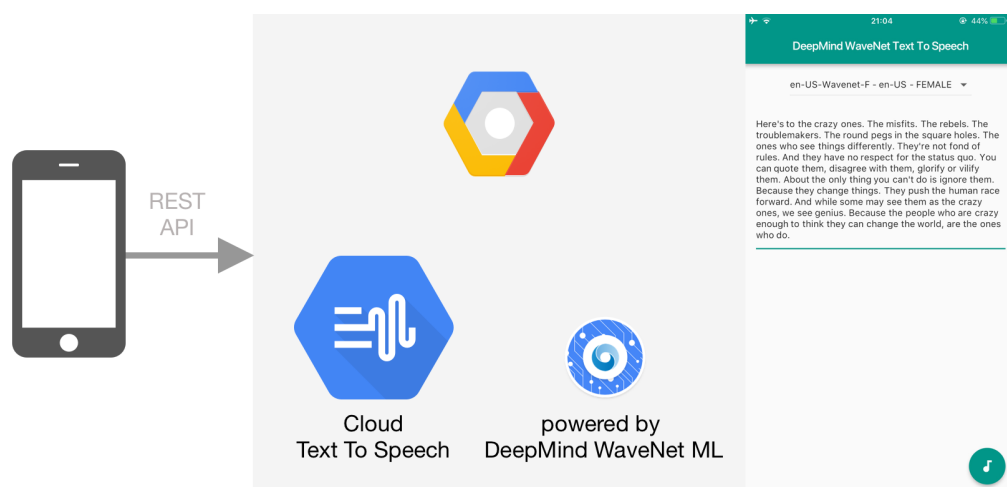 REST
API
Cloud
Text To Speech
powered by
DeepMind WaveNet ML
21:04
44%
DeepMind WaveNet Text To Speech
en-US-Wavenet-F - en-US - FEMALE
Here's to the crazy ones. The misfits. The rebels. The
troublemakers. The round pegs in the square holes. The
ones who see things differently. They're not fond of
rules. And they have no respect for the status quo. You
can quote them, disagree with them, glorify or vilify
them. About the only thing you can't do is ignore them.
Because they change things. They push the human race
forward. And while some may see them as the crazy
ones, we see genius. Because the people who are crazy
enough to think they can change the world, are the ones
who do.